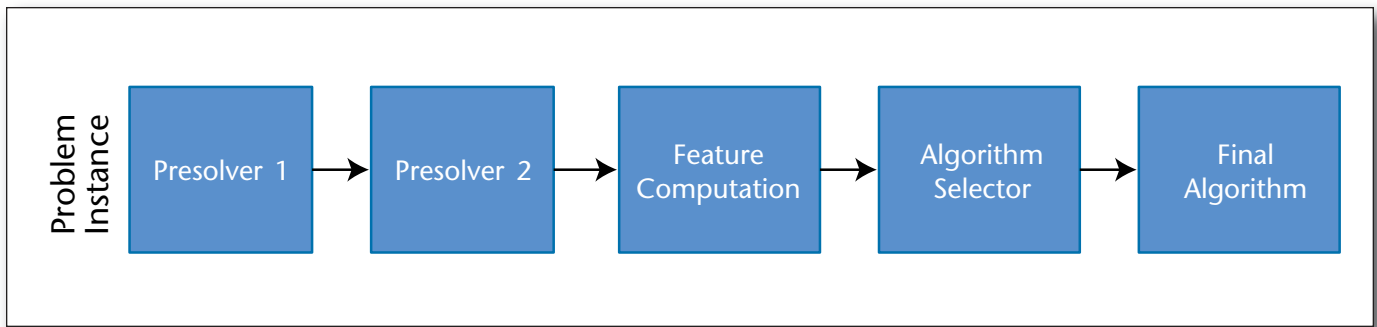 Problem
Instance
Presolver 1
Presolver 2
Feature
Computation
Algorithm
Selector
Final
Algorithm